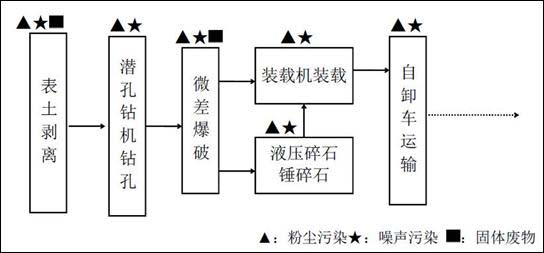 ▲★■
表土剥离
▲★
潜孔钻机钻孔
▲★■
微差爆破
▲★
装载机装载
▲★
液压碎石
锤碎石
▲★
自卸车运输
▲：粉尘污染★：噪声污染 ■：固体废物